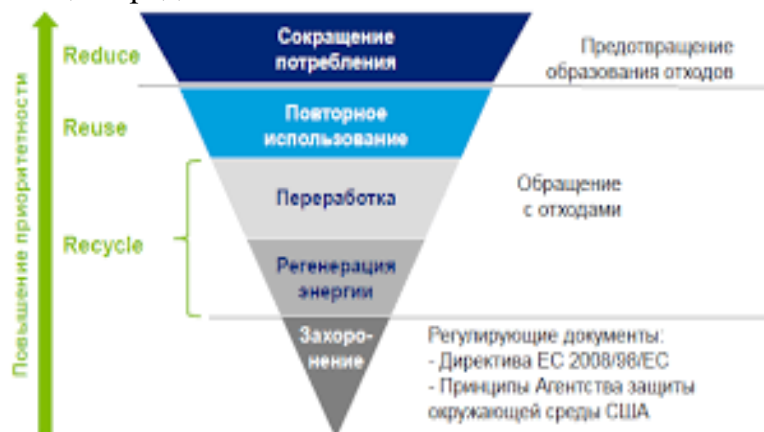 Reduce
Сокращение
потребления
Предотвращение
образования отходов
Reuse
Повторное
использование
Переработка
Обращение
с отходами
Recycle
Регенерация
энергии
Захоро-
нение
Регулирующие документы:
- Директива ЕС 2008/98/ЕС
- Принципы Агентства защиты
окружающей среды США
Повышение приоритетности